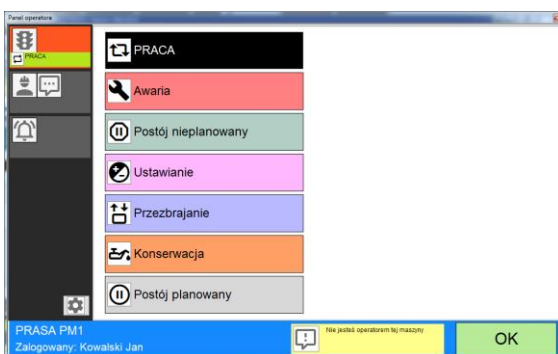 Panel operatora
PRACA
PRACA
Awaria
Postój nieplanowany
Ustawianie
Przezbrajanie
Konserwacja
Postój planowany
PRASA PM1
Zalogowany: Kowalski Jan
Nie jesteś operatorem tej maszyny
OK